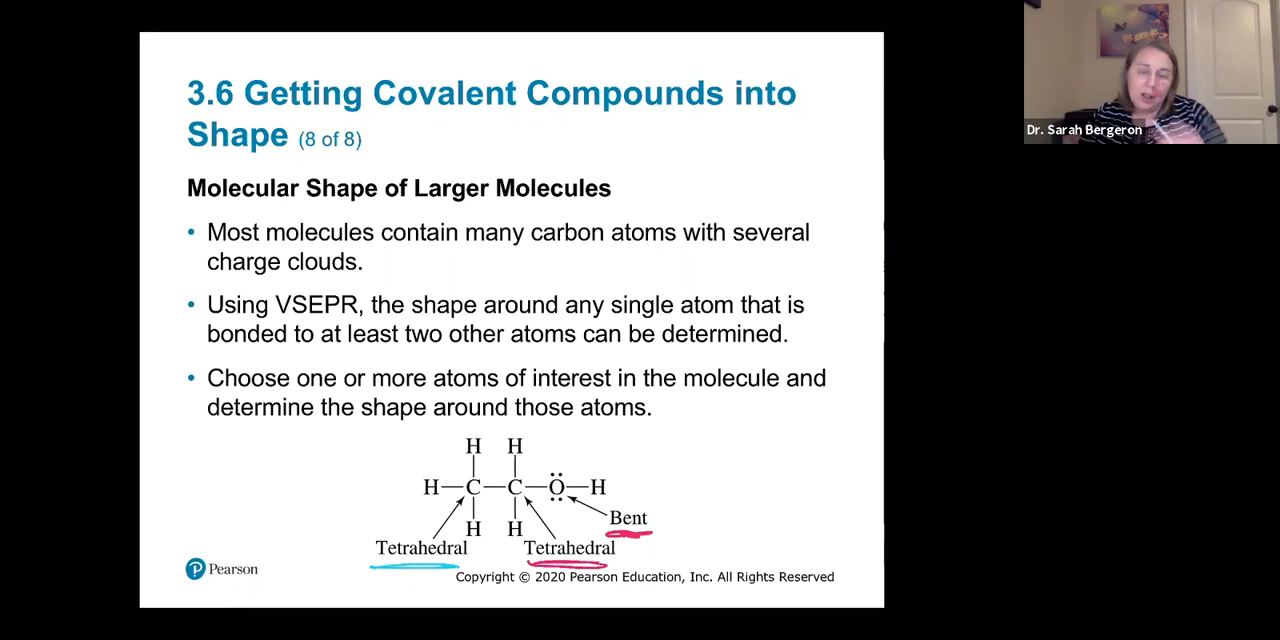 3.6 Getting Covalent Compounds into
Shape (8 of 8)
Dr. Sarah Bergeron
Molecular Shape of Larger Molecules
• Most molecules contain many carbon atoms with several
charge clouds.
• Using VSEPR, the shape around any single atom that is
bonded to at least two other atoms can be determined.
• Choose one or more atoms of interest in the molecule and
determine the shape around those atoms.
H H
H—C—C—Ö—H
Bent
H H
Tetrahedral Tetrahedral
Pearson
Copyright © 2020 Pearson Education, Inc. All Rights Reserved